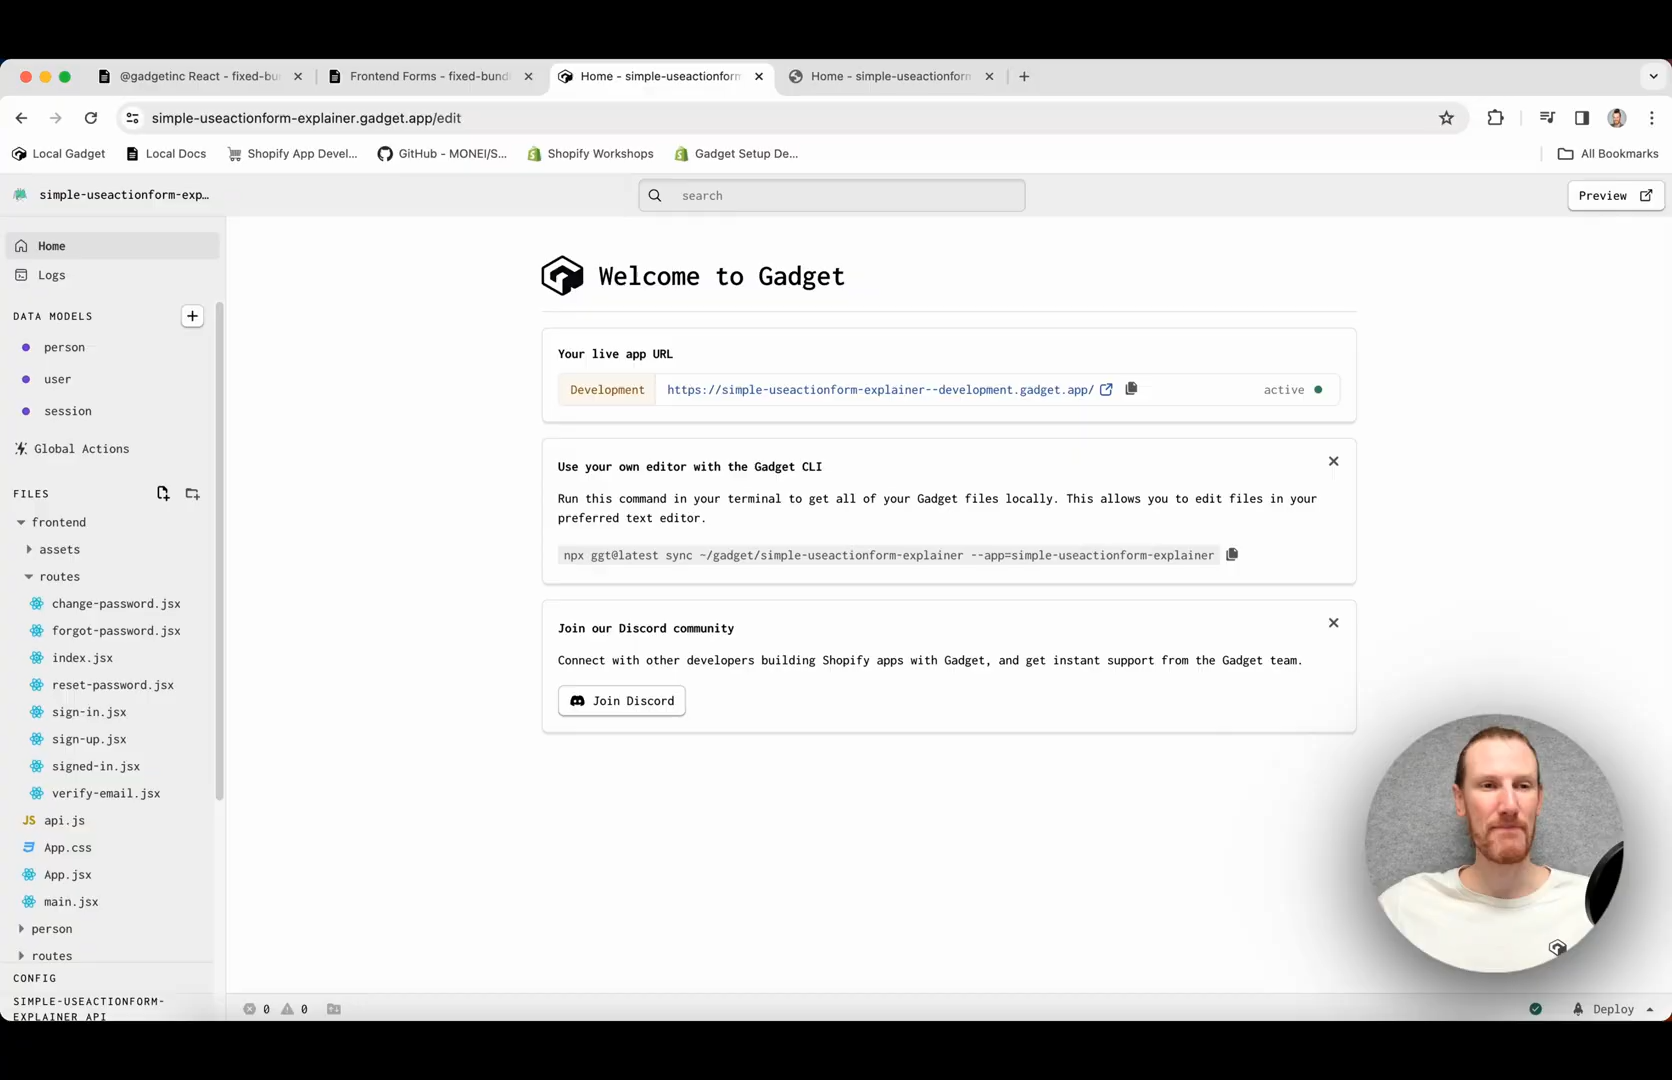 @gadgetinc React - fixed-bu
Frontend Forms - fixed-bundl
Home - simple-useactionform
Home - simple-useactionform
simple-useactionform-explainer.gadget.app/edit
Local Gadget
Local Docs
Shopify App Devel...
GitHub - MONEI/S...
Shopify Workshops
Gadget Setup De...
All Bookmarks
simple-useactionform-exp…
search
Preview
Home
Logs
DATA MODELS
person
user
session
Global Actions
FILES
frontend
assets
routes
change-password.jsx
forgot-password.jsx
index.jsx
reset-password.jsx
sign-in.jsx
sign-up.jsx
signed-in.jsx
verify-email.jsx
JS api.js
App.css
App.jsx
main.jsx
person
routes
CONFIG
SIMPLE-USEACTIONFORM-
EXPLAINER API
Welcome to Gadget
Your live app URL
Development
https://simple-useactionform-explainer--development.gadget.app/
active
Use your own editor with the Gadget CLI
Run this command in your terminal to get all of your Gadget files locally. This allows you to edit files in your
preferred text editor.
npx ggt@latest sync ~/gadget/simple-useactionform-explainer --app=simple-useactionform-explainer
Join our Discord community
Connect with other developers building Shopify apps with Gadget, and get instant support from the Gadget team.
Join Discord
0
0
Deploy